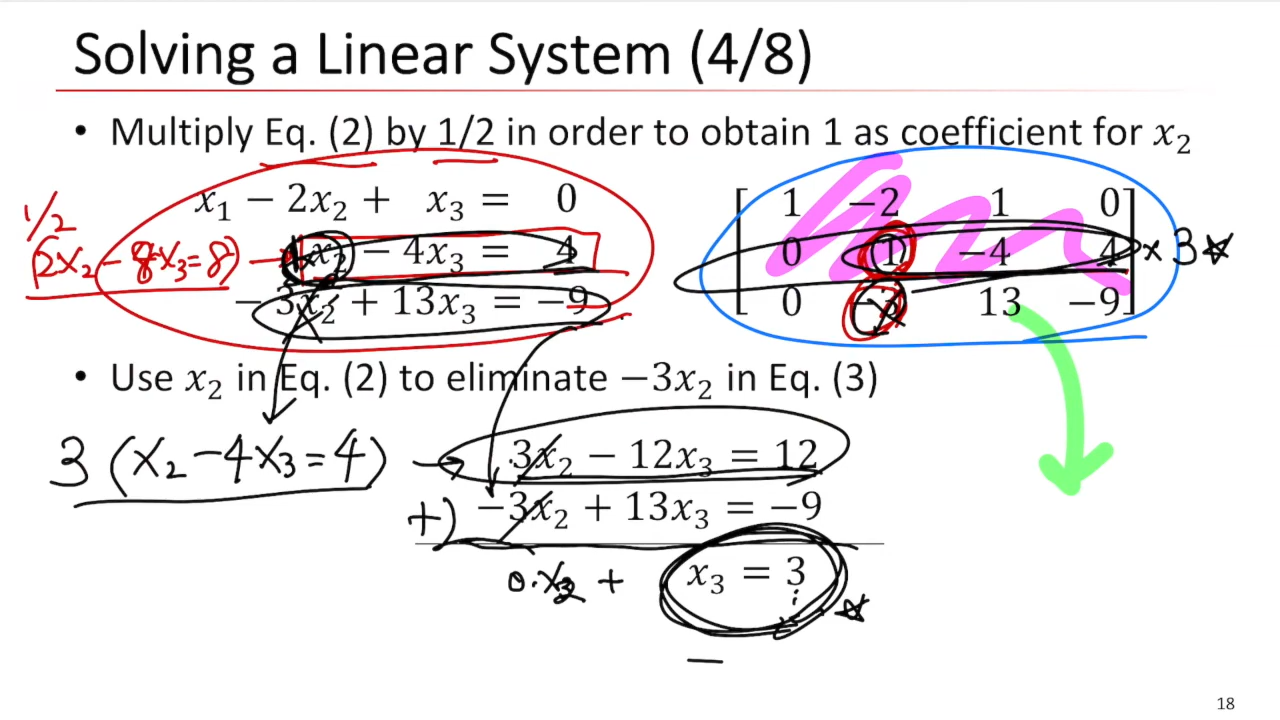 Solving a Linear System (4/8)
• Multiply Eq. (2) by 1/2 in order to obtain 1 as coefficient for x₂
x₁ − 2x₂ + x₃ = 0
1/2
(2x₂ − 8x₃ = 8) → x₂ − 4x₃ = 4
−3x₂ + 13x₃ = −9
1 −2 1 0
0 1 −4 4 × 3
0 −3 13 −9
• Use x₂ in Eq. (2) to eliminate −3x₂ in Eq. (3)
3 (x₂ − 4x₃ = 4) → 3x₂ − 12x₃ = 12
+) −3x₂ + 13x₃ = −9
0·x₂ + x₃ = 3
18